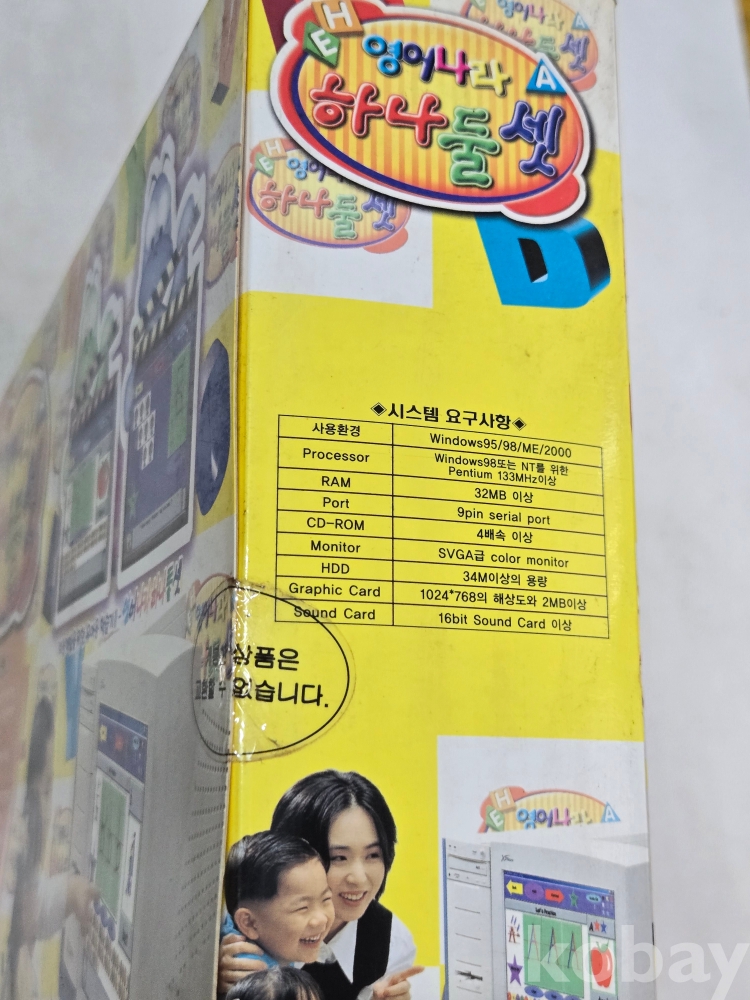 H
E
영어나라
A
하나둘셋
H
E
하나둘셋
D
◈시스템 요구사항◈
사용환경 Windows95/98/ME/2000
Processor Windows98또는 NT를 위한
Pentium 133MHz이상
RAM 32MB 이상
Port 9pin serial port
CD-ROM 4배속 이상
Monitor SVGA급 color monitor
HDD 34M이상의 용량
Graphic Card 1024*768의 해상도와 2MB이상
Sound Card 16bit Sound Card 이상
상품은
교환할 수 없습니다.
H
E
영어나라
A
A
kobay